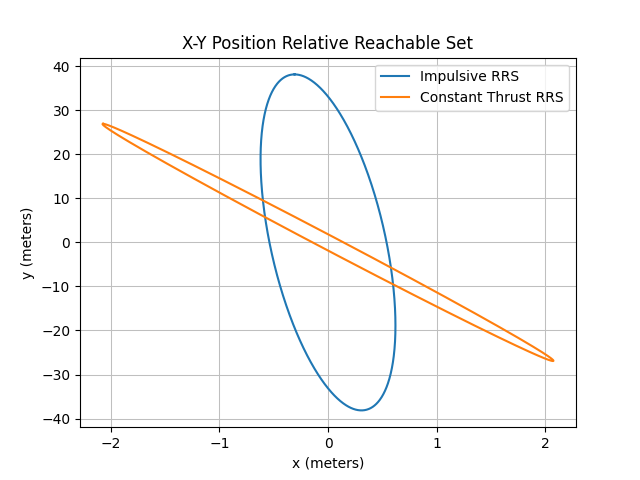 X-Y Position Relative Reachable Set
Impulsive RRS
Constant Thrust RRS
40
30
20
10
0
−10
−20
−30
−40
y (meters)
−2
−1
0
1
2
x (meters)